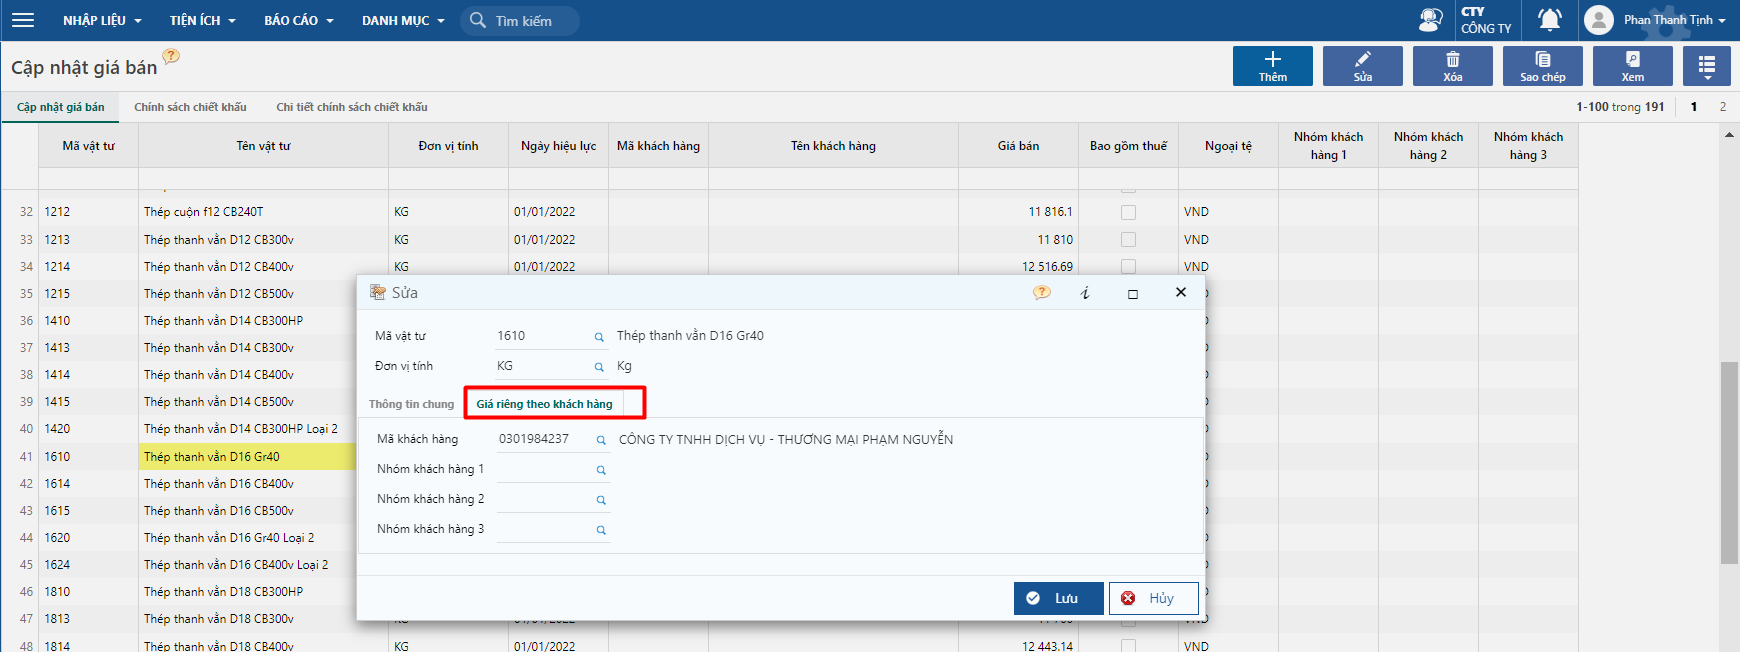 NHẬP LIỆU TIỆN ÍCH BÁO CÁO DANH MỤC Tìm kiếm CTY CÔNG TY Phan Thanh Tịnh
Cập nhật giá bán ? Thêm Sửa Xóa Sao chép Xem
Cập nhật giá bán Chính sách chiết khấu Chi tiết chính sách chiết khấu 1-100 trong 191 1 2
Mã vật tư Tên vật tư Đơn vị tính Ngày hiệu lực Mã khách hàng Tên khách hàng Giá bán Bao gồm thuế Ngoại tệ Nhóm khách hàng 1 Nhóm khách hàng 2 Nhóm khách hàng 3
32 1212 Thép cuộn f12 CB240T KG 01/01/2022 11 816.1 VND
33 1213 Thép thanh vằn D12 CB300v KG 01/01/2022 11 810 VND
34 1214 Thép thanh vằn D12 CB400v KG 01/01/2022 12 516.69 VND
35 1215 Thép thanh vằn D12 CB500v
36 1410 Thép thanh vằn D14 CB300HP
37 1413 Thép thanh vằn D14 CB300v
38 1414 Thép thanh vằn D14 CB400v
39 1415 Thép thanh vằn D14 CB500v
40 1420 Thép thanh vằn D14 CB300HP Loại 2
41 1610 Thép thanh vằn D16 Gr40
42 1614 Thép thanh vằn D16 CB400v
43 1615 Thép thanh vằn D16 CB500v
44 1620 Thép thanh vằn D16 Gr40 Loại 2
45 1624 Thép thanh vằn D16 CB400v Loại 2
46 1810 Thép thanh vằn D18 CB300HP
47 1813 Thép thanh vằn D18 CB300v
48 1814 Thép thanh vằn D18 CB400v KG 01/01/2022 12 443.14 VND
Sửa ? i
Mã vật tư 1610 Thép thanh vằn D16 Gr40
Đơn vị tính KG Kg
Thông tin chung Giá riêng theo khách hàng
Mã khách hàng 0301984237 CÔNG TY TNHH DỊCH VỤ - THƯƠNG MẠI PHẠM NGUYỄN
Nhóm khách hàng 1
Nhóm khách hàng 2
Nhóm khách hàng 3
Lưu Hủy